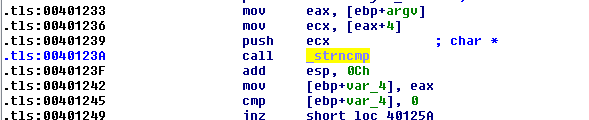 .tls:00401233 mov eax, [ebp+argv]
.tls:00401236 mov ecx, [eax+4]
.tls:00401239 push ecx ; char *
.tls:0040123A call _strncmp
.tls:0040123F add esp, 0Ch
.tls:00401242 mov [ebp+var_4], eax
.tls:00401245 cmp [ebp+var_4], 0
.tls:00401249 jnz short loc 40125A